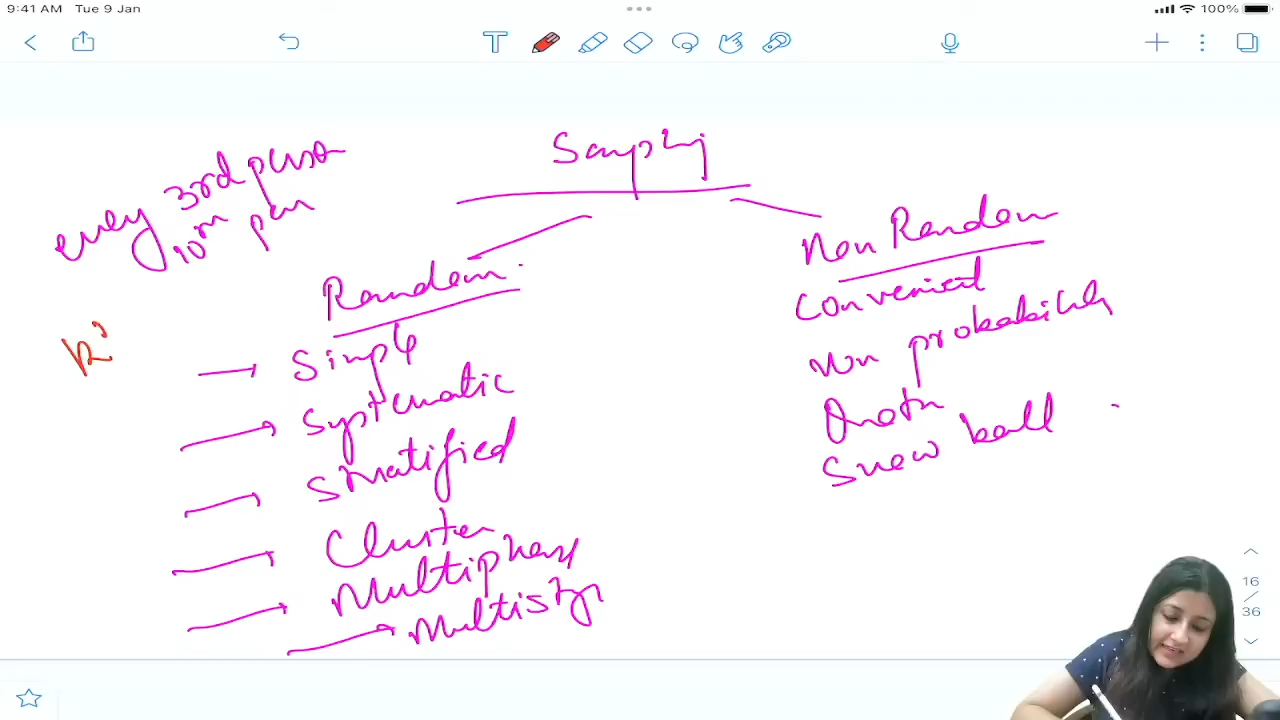 9:41 AM Tue 9 Jan
100%
Sampling
every 3rd person
10th per
Random
Simple
Systematic
Stratified
Cluster
Multiphase
Multistage
Non Random
Convenient
Non probability
Quota
Snow ball
16
/
36